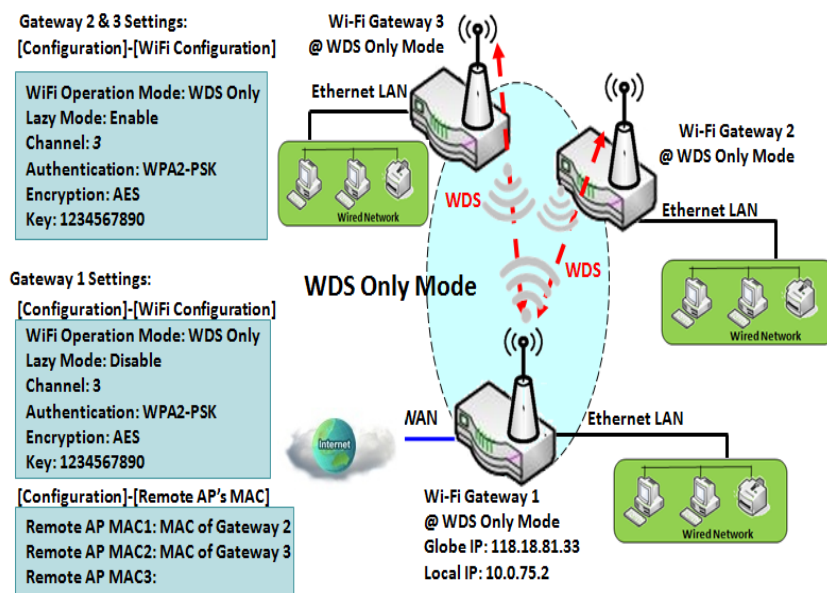 Gateway 2 & 3 Settings:
[Configuration]-[WiFi Configuration]
WiFi Operation Mode: WDS Only
Lazy Mode: Enable
Channel: 3
Authentication: WPA2-PSK
Encryption: AES
Key: 1234567890
Gateway 1 Settings:
[Configuration]-[WiFi Configuration]
WiFi Operation Mode: WDS Only
Lazy Mode: Disable
Channel: 3
Authentication: WPA2-PSK
Encryption: AES
Key: 1234567890
[Configuration]-[Remote AP's MAC]
Remote AP MAC1: MAC of Gateway 2
Remote AP MAC2: MAC of Gateway 3
Remote AP MAC3:
Wi-Fi Gateway 3
@ WDS Only Mode
Ethernet LAN
Wired Network
Wi-Fi Gateway 2
@ WDS Only Mode
Ethernet LAN
Wired Network
WDS
WDS
WDS Only Mode
Internet
WAN
Ethernet LAN
Wired Network
Wi-Fi Gateway 1
@ WDS Only Mode
Globe IP: 118.18.81.33
Local IP: 10.0.75.2